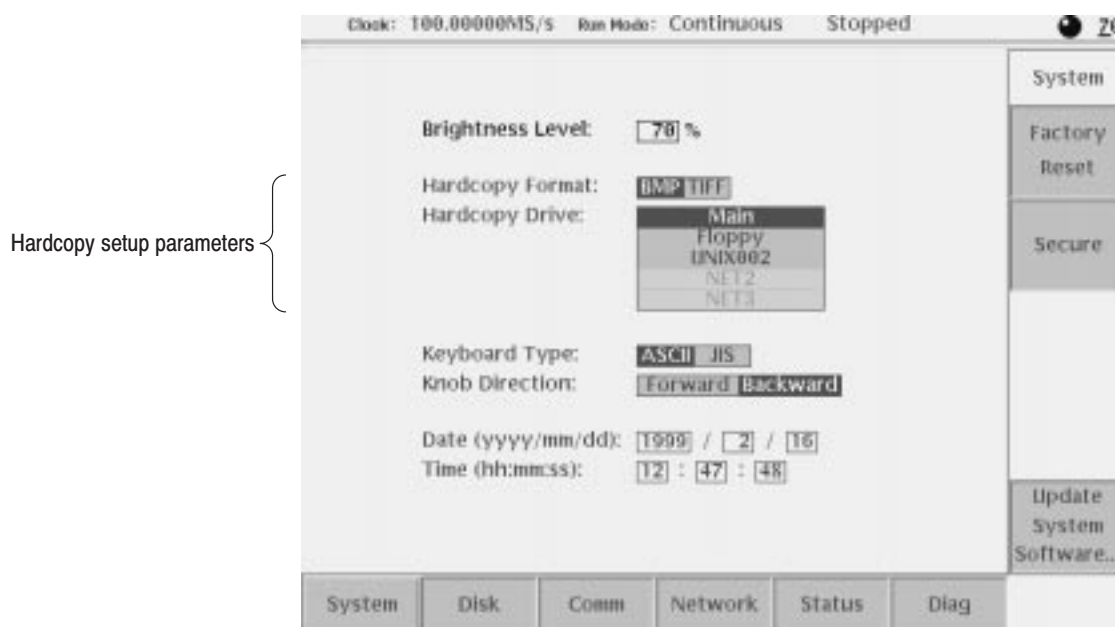 Clock: 100.00000MS/s Run Mode: Continuous Stopped
System
Brightness Level: 70 %
Factory
Reset
Hardcopy Format: BMP TIFF
Hardcopy Drive: Main
Floppy
UNIX002
NET2
NET3
Hardcopy setup parameters
Secure
Keyboard Type: ASCII JIS
Knob Direction: Forward Backward
Date (yyyy/mm/dd): 1999 / 2 / 16
Time (hh:mm:ss): 12 : 47 : 48
Update
System
Software..
System Disk Comm Network Status Diag